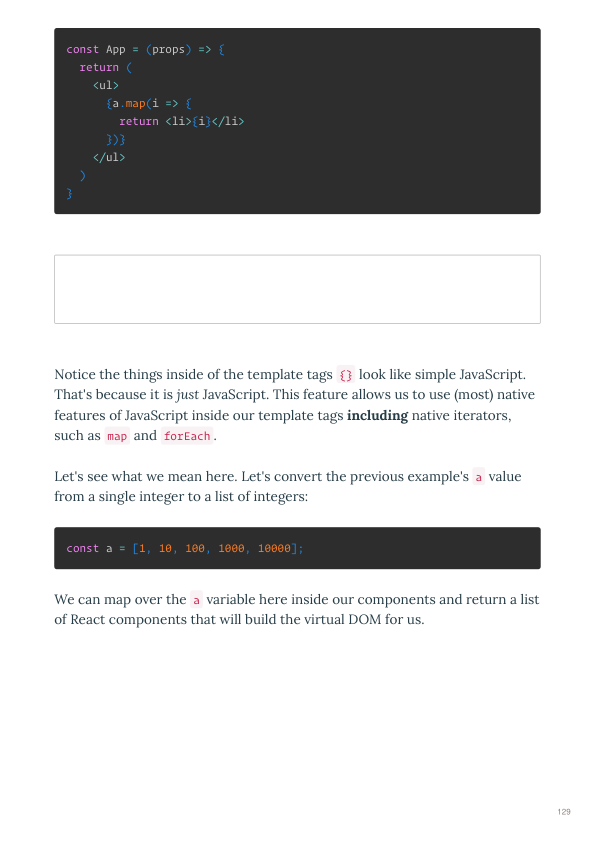 const App = (props) => {
  return (
    <ul>
      {a.map(i => {
        return <li>{i}</li>
      })}
    </ul>
  )
}
Notice the things inside of the template tags {} look like simple JavaScript.
That's because it is just JavaScript. This feature allows us to use (most) native
features of JavaScript inside our template tags including native iterators,
such as map and forEach.
Let's see what we mean here. Let's convert the previous example's a value
from a single integer to a list of integers:
const a = [1, 10, 100, 1000, 10000];
We can map over the a variable here inside our components and return a list
of React components that will build the virtual DOM for us.
129